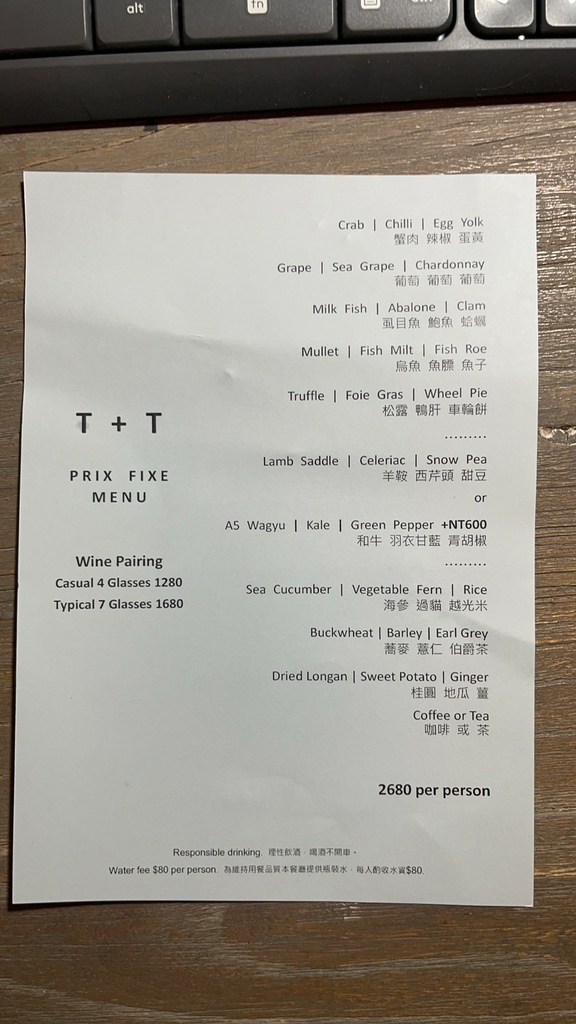 alt
fn
Crab | Chilli | Egg Yolk
蟹肉 辣椒 蛋黃
Grape | Sea Grape | Chardonnay
葡萄 葡萄 葡萄
Milk Fish | Abalone | Clam
虱目魚 鮑魚 蛤蠣
Mullet | Fish Milt | Fish Roe
烏魚 魚膘 魚子
Truffle | Foie Gras | Wheel Pie
松露 鴨肝 車輪餅
.........
Lamb Saddle | Celeriac | Snow Pea
羊鞍 西芹頭 甜豆
or
A5 Wagyu | Kale | Green Pepper +NT600
和牛 羽衣甘藍 青胡椒
.........
Sea Cucumber | Vegetable Fern | Rice
海參 過貓 越光米
Buckwheat | Barley | Earl Grey
蕎麥 薏仁 伯爵茶
Dried Longan | Sweet Potato | Ginger
桂圓 地瓜 薑
Coffee or Tea
咖啡 或 茶
2680 per person
T + T
PRIX FIXE
MENU
Wine Pairing
Casual 4 Glasses 1280
Typical 7 Glasses 1680
Responsible drinking. 理性飲酒．喝酒不開車。
Water fee $80 per person. 為維持用餐品質本餐廳提供瓶裝水．每人酌收水資$80.